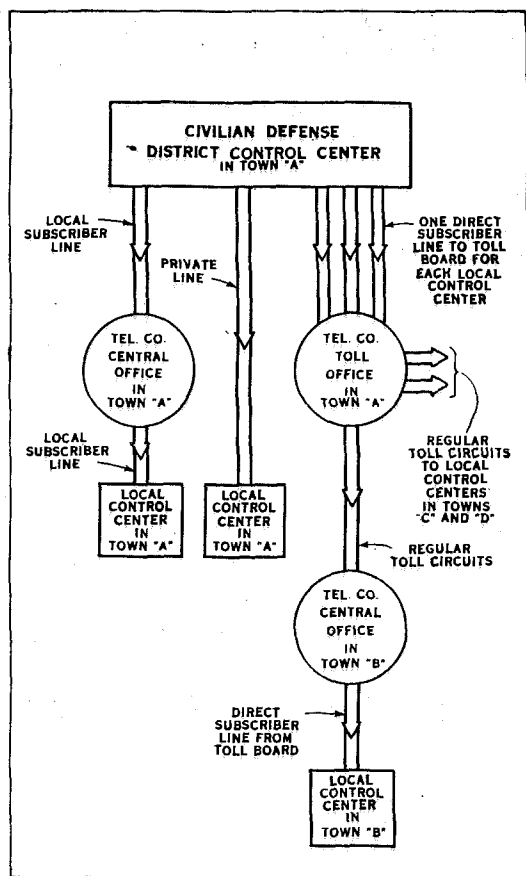 CIVILIAN DEFENSE
DISTRICT CONTROL CENTER
IN TOWN "A"
LOCAL
SUBSCRIBER
LINE
PRIVATE
LINE
ONE DIRECT
SUBSCRIBER
LINE TO TOLL
BOARD FOR
EACH LOCAL
CONTROL
CENTER
TEL. CO.
CENTRAL
OFFICE
IN
TOWN "A"
TEL. CO.
TOLL
OFFICE
IN
TOWN "A"
REGULAR
TOLL CIRCUITS
TO LOCAL
CONTROL
CENTERS
IN TOWNS
"C" AND "D"
LOCAL
SUBSCRIBER
LINE
LOCAL
CONTROL
CENTER IN
TOWN "A"
LOCAL
CONTROL
CENTER IN
TOWN "A"
REGULAR
TOLL CIRCUITS
TEL. CO.
CENTRAL
OFFICE
IN
TOWN "B"
DIRECT
SUBSCRIBER
LINE FROM
TOLL BOARD
LOCAL
CONTROL
CENTER
IN
TOWN "B"